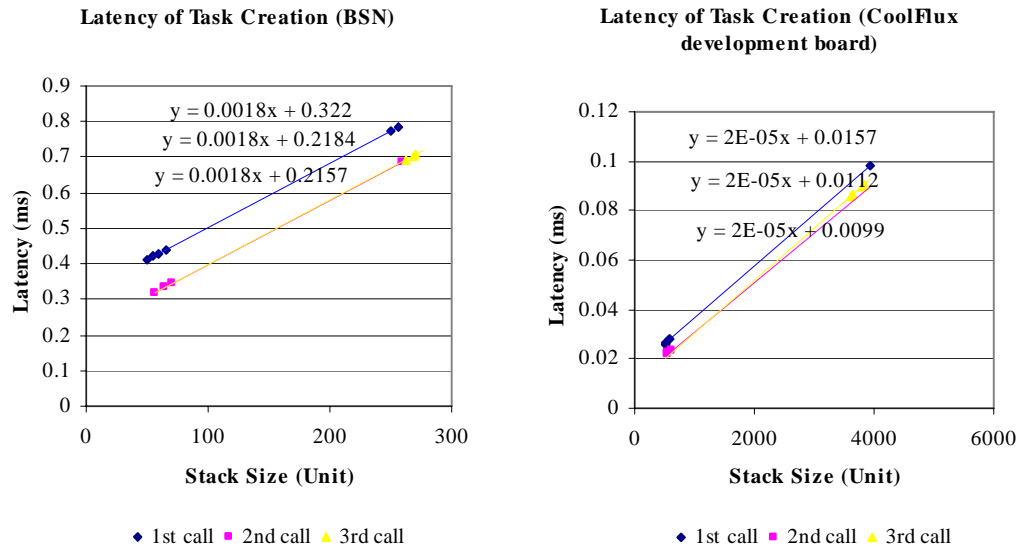 Latency of Task Creation (BSN)
0.9
0.8
0.7
0.6
0.5
0.4
0.3
0.2
0.1
0
y = 0.0018x + 0.322
y = 0.0018x + 0.2184
y = 0.0018x + 0.2157
Latency (ms)
0
100
200
300
Stack Size (Unit)
1st call
2nd call
3rd call
Latency of Task Creation (CoolFlux
development board)
0.12
0.1
0.08
0.06
0.04
0.02
0
y = 2E-05x + 0.0157
y = 2E-05x + 0.0112
y = 2E-05x + 0.0099
Latency (ms)
0
2000
4000
6000
Stack Size (Unit)
1st call
2nd call
3rd call